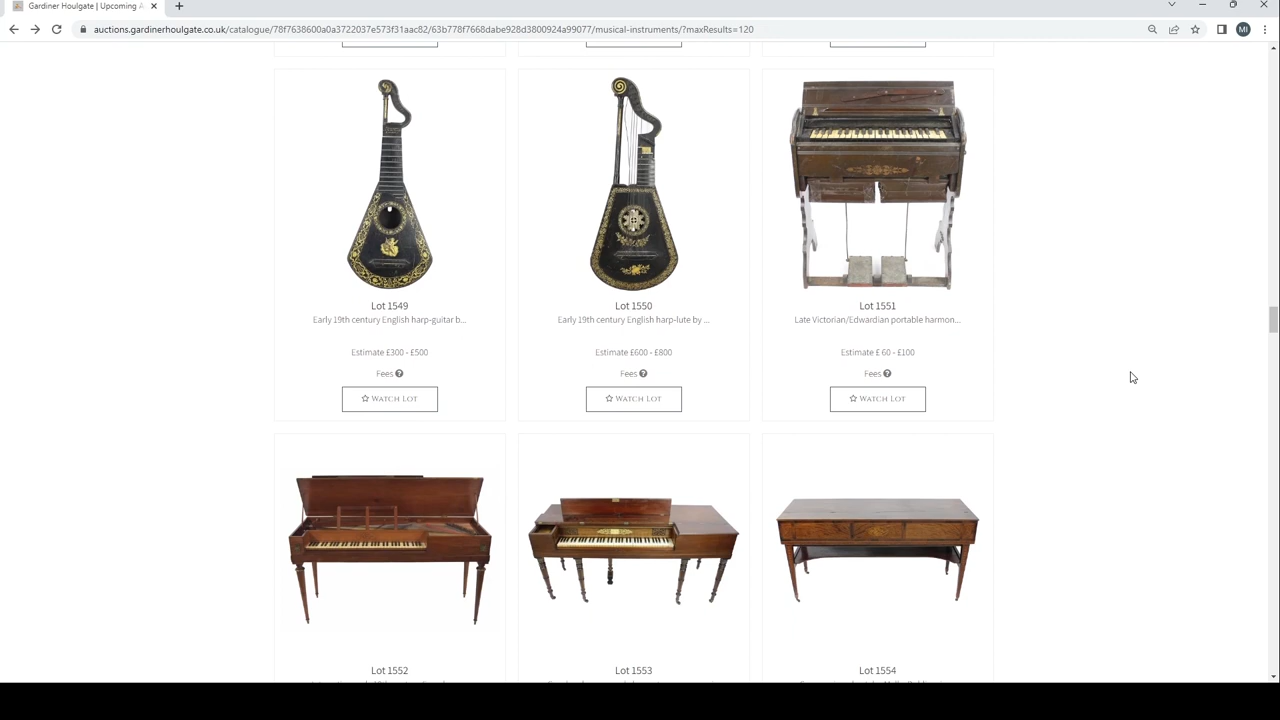 Gardiner Houlgate | Upcoming A
auctions.gardinerhoulgate.co.uk/catalogue/78f7638600a0a3722037e573f31aac82/63b778f7668dabe928d3800924a99077/musical-instruments/?maxResults=120
MI
Lot 1549
Early 19th century English harp-guitar b...
Estimate £300 - £500
Fees
WATCH LOT
Lot 1550
Early 19th century English harp-lute by ...
Estimate £600 - £800
Fees
WATCH LOT
Lot 1551
Late Victorian/Edwardian portable harmon...
Estimate £ 60 - £100
Fees
WATCH LOT
Lot 1552
Lot 1553
Lot 1554